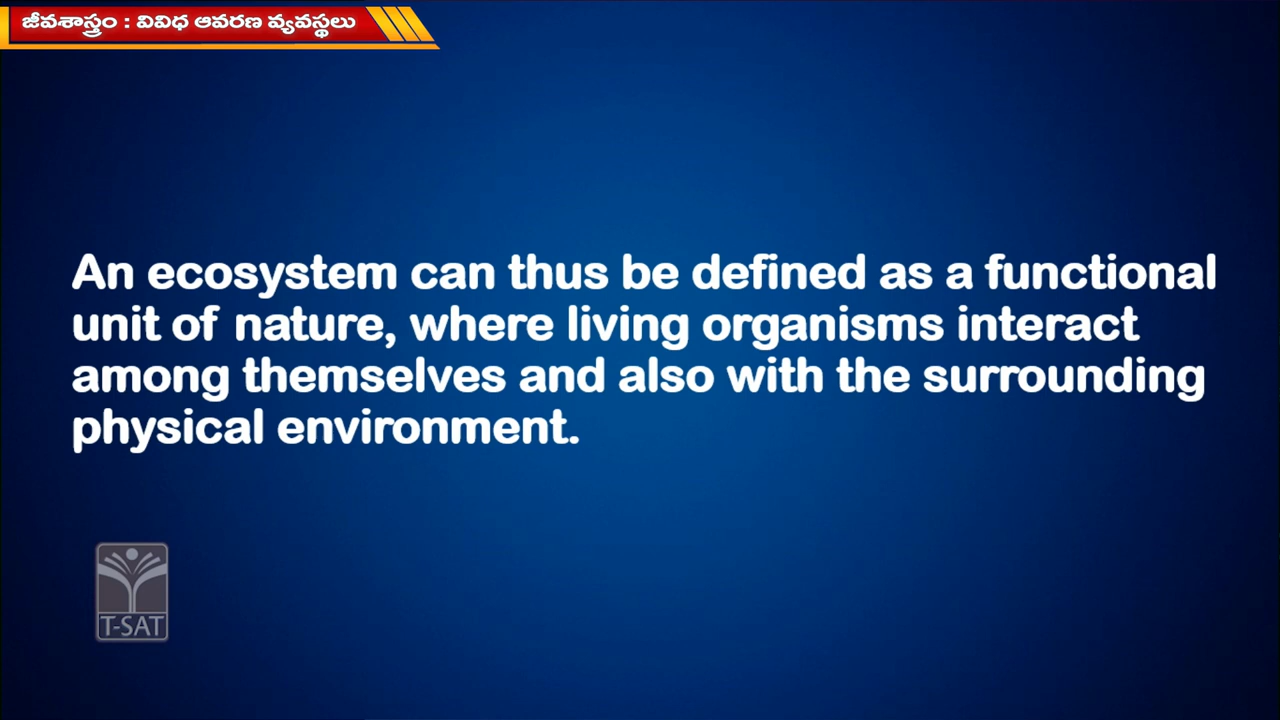 జీవశాస్త్రం : వివిధ ఆవరణ వ్యవస్థలు
An ecosystem can thus be defined as a functional
unit of nature, where living organisms interact
among themselves and also with the surrounding
physical environment.
T-SAT